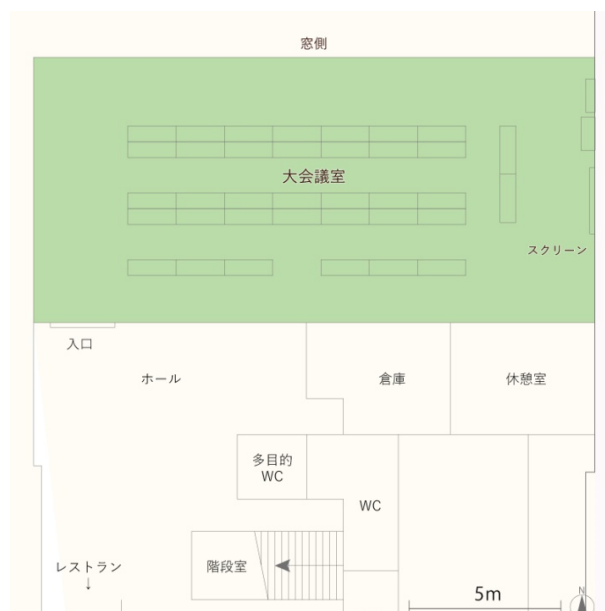 窓側
大会議室
スクリーン
入口
ホール
倉庫
休憩室
多目的
WC
WC
階段室
レストラン
↓
5m
N